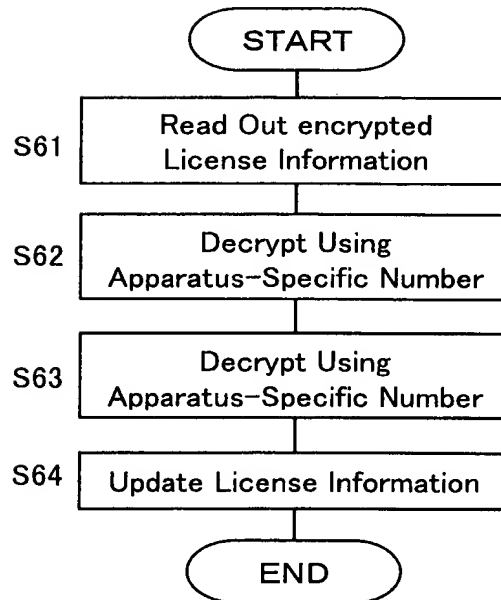 START
S61
Read Out encrypted
License Information
S62
Decrypt Using
Apparatus-Specific Number
S63
Decrypt Using
Apparatus-Specific Number
S64
Update License Information
END